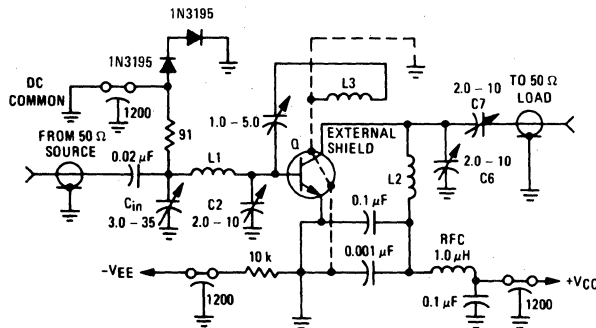 1N3195
1N3195
DC
COMMON
1200
91
1.0 – 5.0
L3
TO 50 Ω
LOAD
2.0 – 10
C7
FROM 50 Ω
SOURCE
0.02 µF
L1
Q
EXTERNAL
SHIELD
L2
2.0 – 10
C6
Cin
3.0 – 35
C2
2.0 – 10
0.1 µF
0.001 µF
RFC
1.0 µH
–VEE
10 k
1200
0.1 µF
1200
+VCC